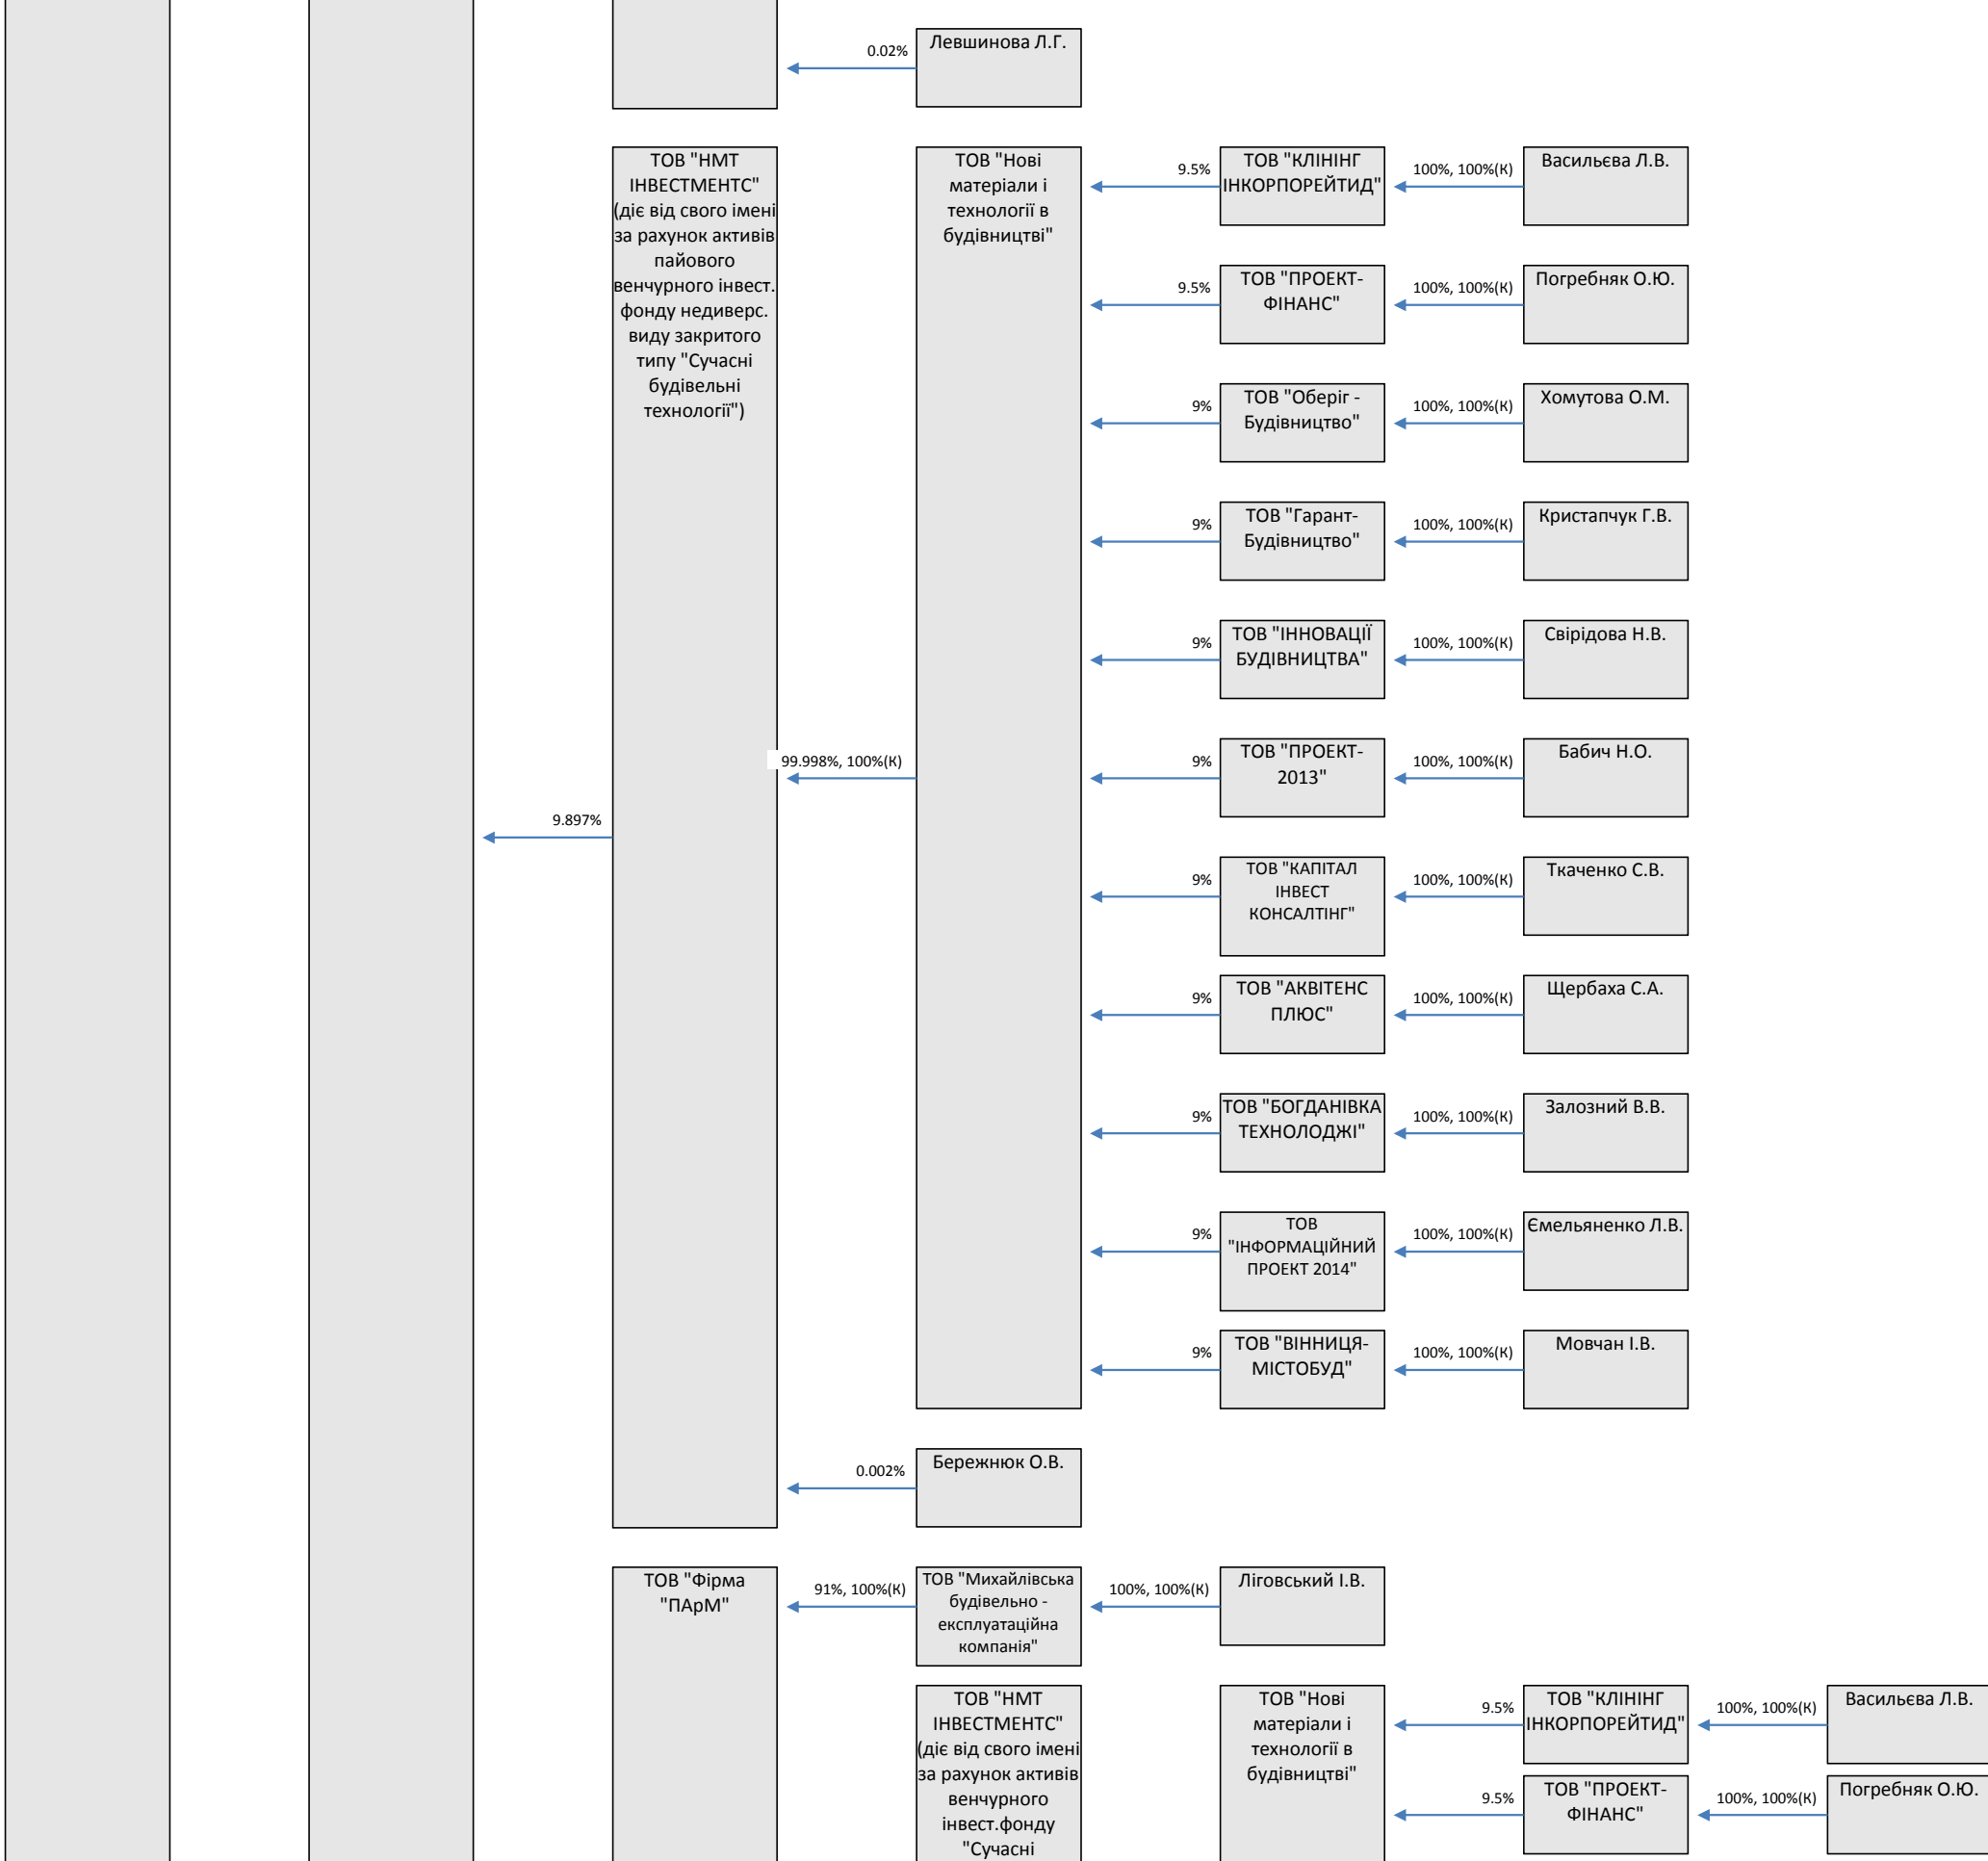 0.02%
Левшинова Л.Г.
ТОВ "НМТ
ІНВЕСТМЕНТС"
(діє від свого імені
за рахунок активів
пайового
венчурного інвест.
фонду недиверс.
виду закритого
типу "Сучасні
будівельні
технології")
9.897%
99.998%, 100%(К)
ТОВ "Нові
матеріали і
технології в
будівництві"
9.5%
ТОВ "КЛІНІНГ
ІНКОРПОРЕЙТИД"
100%, 100%(К)
Васильєва Л.В.
9.5%
ТОВ "ПРОЕКТ-
ФІНАНС"
100%, 100%(К)
Погребняк О.Ю.
9%
ТОВ "Оберіг -
Будівництво"
100%, 100%(К)
Хомутова О.М.
9%
ТОВ "Гарант-
Будівництво"
100%, 100%(К)
Кристапчук Г.В.
9%
ТОВ "ІННОВАЦІЇ
БУДІВНИЦТВА"
100%, 100%(К)
Свірідова Н.В.
9%
ТОВ "ПРОЕКТ-
2013"
100%, 100%(К)
Бабич Н.О.
9%
ТОВ "КАПІТАЛ
ІНВЕСТ
КОНСАЛТІНГ"
100%, 100%(К)
Ткаченко С.В.
9%
ТОВ "АКВІТЕНС
ПЛЮС"
100%, 100%(К)
Щербаха С.А.
9%
ТОВ "БОГДАНІВКА
ТЕХНОЛОДЖІ"
100%, 100%(К)
Залозний В.В.
9%
ТОВ
"ІНФОРМАЦІЙНИЙ
ПРОЕКТ 2014"
100%, 100%(К)
Ємельяненко Л.В.
9%
ТОВ "ВІННИЦЯ-
МІСТОБУД"
100%, 100%(К)
Мовчан І.В.
0.002%
Бережнюк О.В.
ТОВ "Фірма
"ПАрМ"
91%, 100%(К)
ТОВ "Михайлівська
будівельно -
експлуатаційна
компанія"
100%, 100%(К)
Ліговський І.В.
ТОВ "НМТ
ІНВЕСТМЕНТС"
(діє від свого імені
за рахунок активів
венчурного
інвест.фонду
"Сучасні
ТОВ "Нові
матеріали і
технології в
будівництві"
9.5%
ТОВ "КЛІНІНГ
ІНКОРПОРЕЙТИД"
100%, 100%(К)
Васильєва Л.В.
9.5%
ТОВ "ПРОЕКТ-
ФІНАНС"
100%, 100%(К)
Погребняк О.Ю.